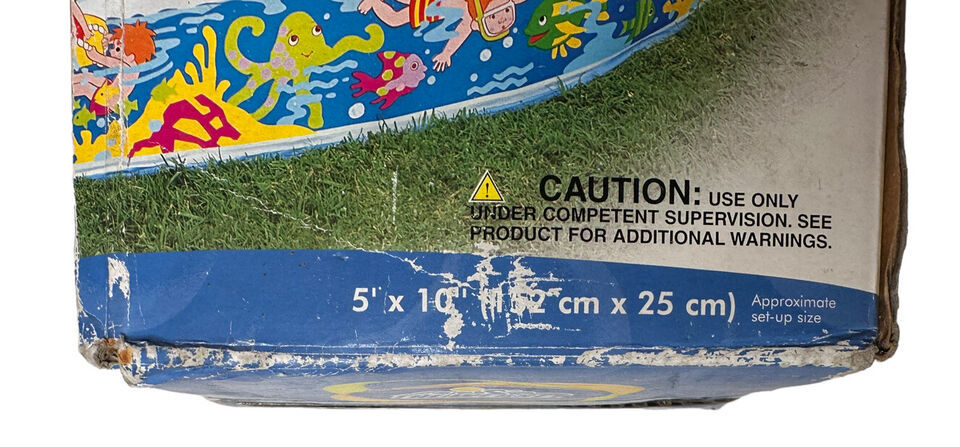 CAUTION: USE ONLY
UNDER COMPETENT SUPERVISION. SEE
PRODUCT FOR ADDITIONAL WARNINGS.
5' x 10" (152 cm x 25 cm) Approximate
set-up size